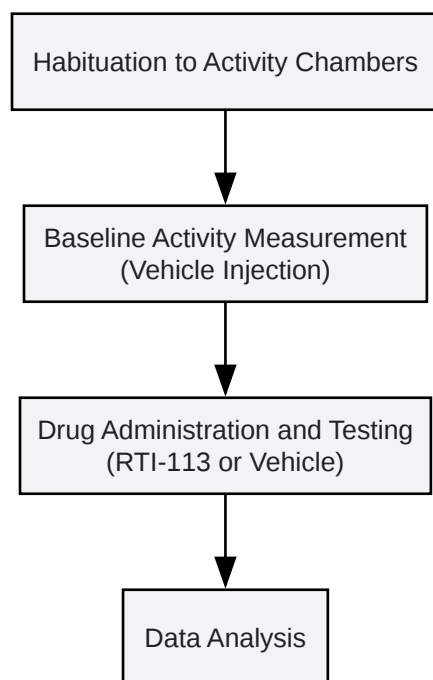 Habituation to Activity Chambers
Baseline Activity Measurement
(Vehicle Injection)
Drug Administration and Testing
(RTI-113 or Vehicle)
Data Analysis